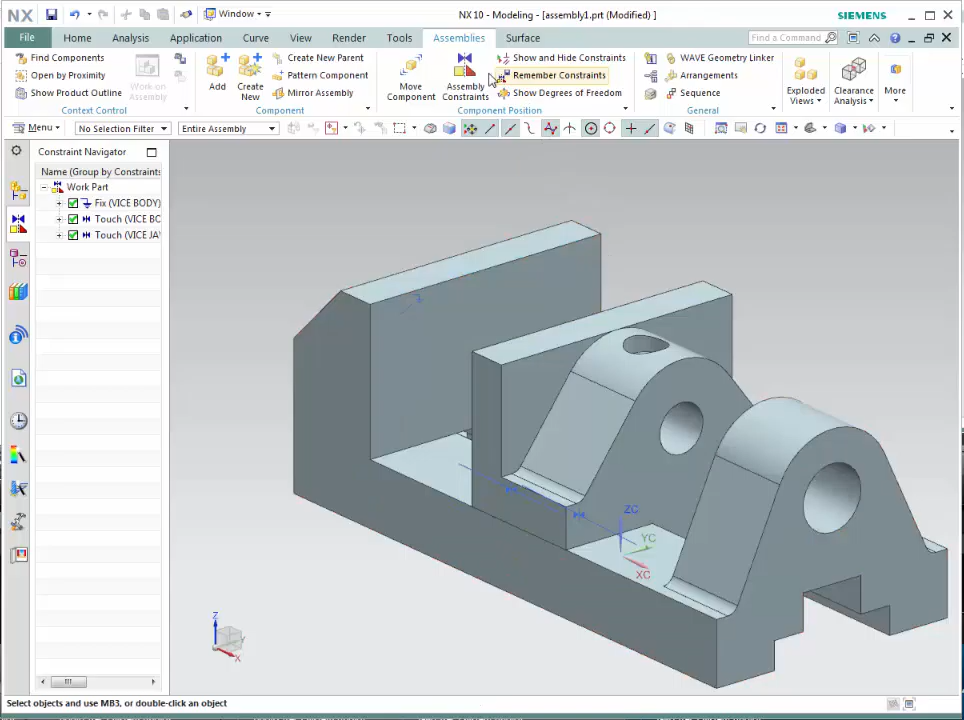 NX Window NX 10 - Modeling - [assembly1.prt (Modified) ] SIEMENS
File Home Analysis Application Curve View Render Tools Assemblies Surface Find a Command
Find Components Create New Parent Show and Hide Constraints WAVE Geometry Linker
Open by Proximity Pattern Component Remember Constraints Arrangements
Show Product Outline Mirror Assembly Show Degrees of Freedom Sequence
Work on Assembly Add Create New Move Component Assembly Constraints Exploded Views Clearance Analysis More
Context Control Component Component Position General
Menu No Selection Filter Entire Assembly
Constraint Navigator
Name (Group by Constraints
Work Part
Fix (VICE BODY)
Touch (VICE BO
Touch (VICE JA
ZC
YC
XC
Z
Y
X
Select objects and use MB3, or double-click an object